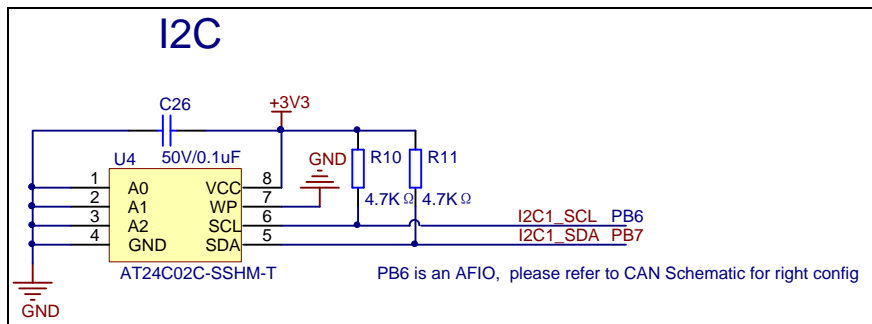 I2C
C26
+3V3
U4
50V/0.1uF
GND
R10
R11
1
A0
VCC
8
2
A1
WP
7
4.7K Ω
4.7K Ω
3
A2
SCL
6
I2C1_SCL
PB6
4
GND
SDA
5
I2C1_SDA
PB7
AT24C02C-SSHM-T
PB6 is an AFIO, please refer to CAN Schematic for right config
GND